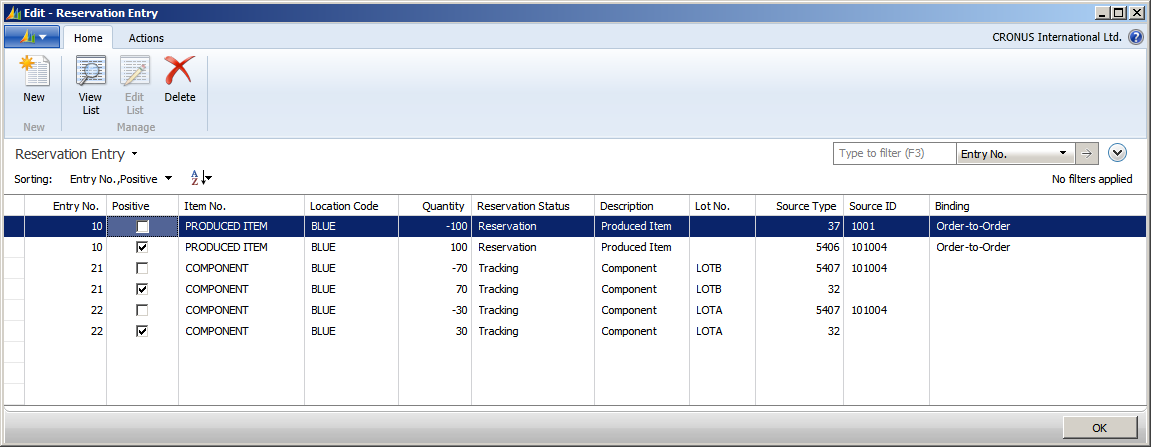 Edit - Reservation Entry
Home Actions CRONUS International Ltd.
New View List Edit List Delete
New Manage
Reservation Entry Type to filter (F3) Entry No.
Sorting: Entry No.,Positive No filters applied
Entry No. Positive Item No. Location Code Quantity Reservation Status Description Lot No. Source Type Source ID Binding
10 PRODUCED ITEM BLUE -100 Reservation Produced Item 37 1001 Order-to-Order
10 PRODUCED ITEM BLUE 100 Reservation Produced Item 5406 101004 Order-to-Order
21 COMPONENT BLUE -70 Tracking Component LOTB 5407 101004
21 COMPONENT BLUE 70 Tracking Component LOTB 32
22 COMPONENT BLUE -30 Tracking Component LOTA 5407 101004
22 COMPONENT BLUE 30 Tracking Component LOTA 32
OK